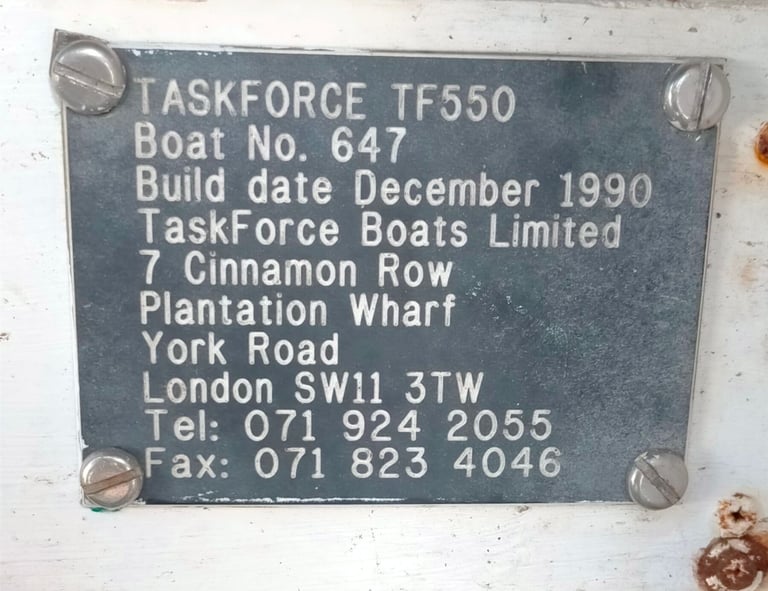 TASKFORCE TF550
Boat No. 647
Build date December 1990
TaskForce Boats Limited
7 Cinnamon Row
Plantation Wharf
York Road
London SW11 3TW
Tel: 071 924 2055
Fax: 071 823 4046